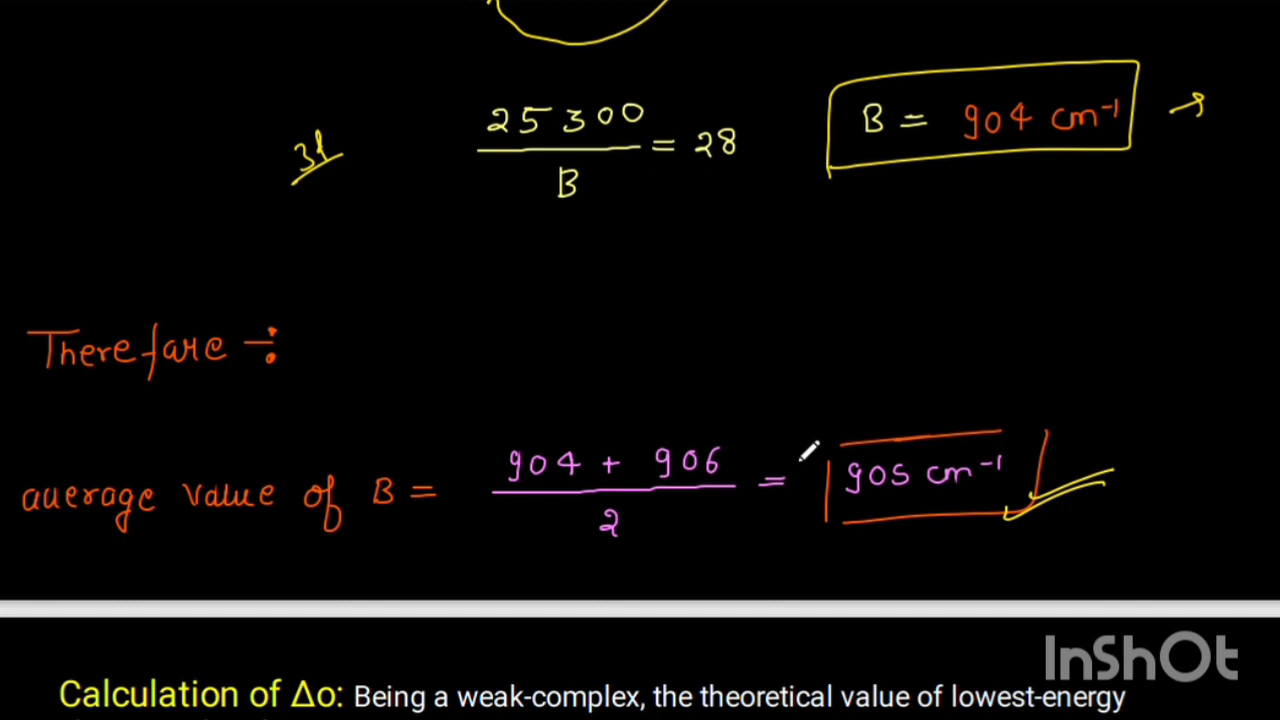 25300 / B = 28
B = 904 cm⁻¹
Therefare ÷
average value of B = 904 + 906 / 2 = 905 cm⁻¹
InShOt
Calculation of Δo: Being a weak-complex, the theoretical value of lowest-energy